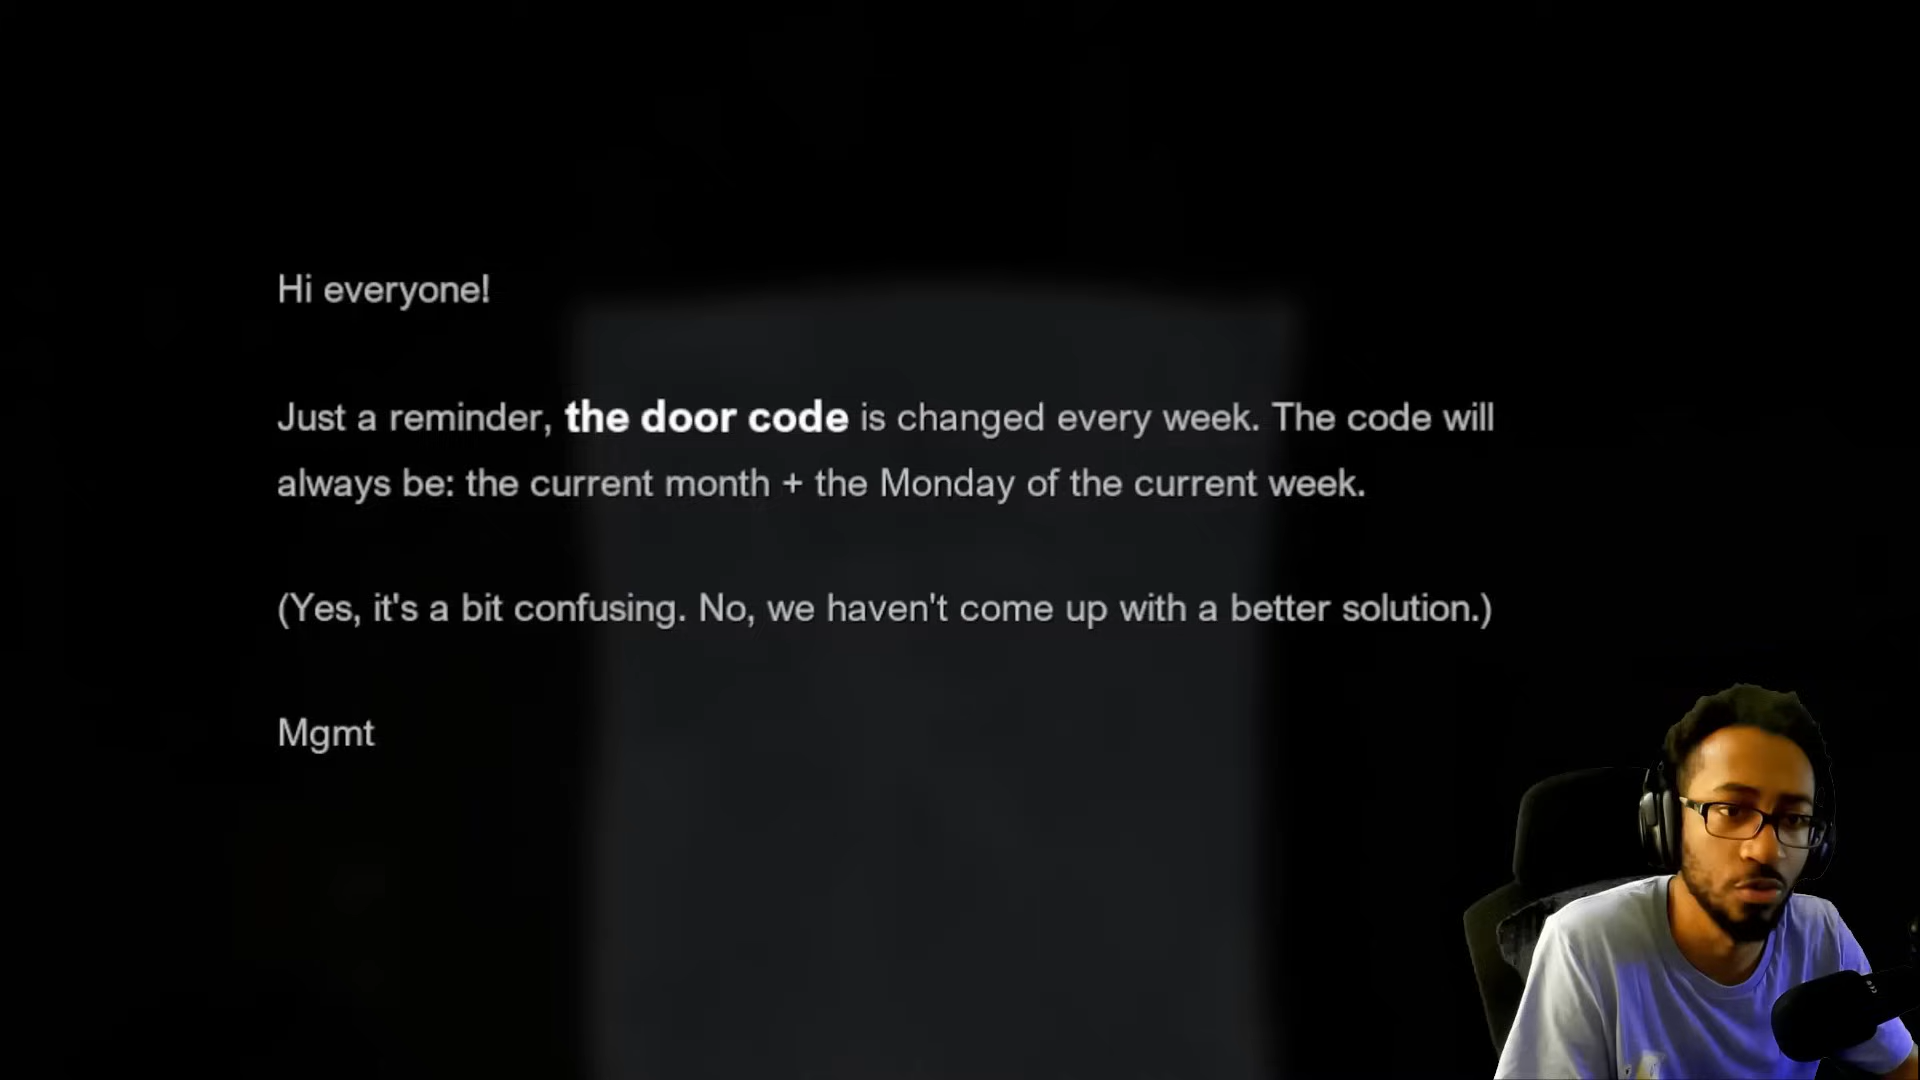 Hi everyone!
Just a reminder, the door code is changed every week. The code will
always be: the current month + the Monday of the current week.
(Yes, it's a bit confusing. No, we haven't come up with a better solution.)
Mgmt